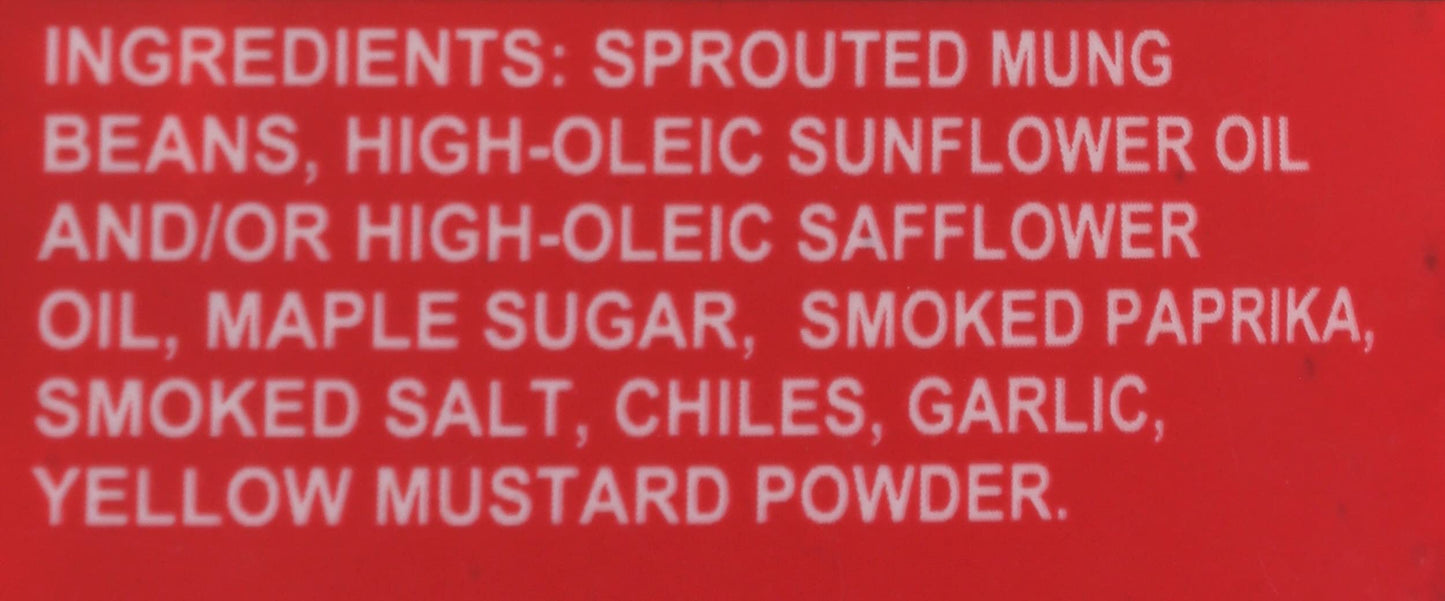 INGREDIENTS: SPROUTED MUNG
BEANS, HIGH-OLEIC SUNFLOWER OIL
AND/OR HIGH-OLEIC SAFFLOWER
OIL, MAPLE SUGAR, SMOKED PAPRIKA,
SMOKED SALT, CHILES, GARLIC,
YELLOW MUSTARD POWDER.